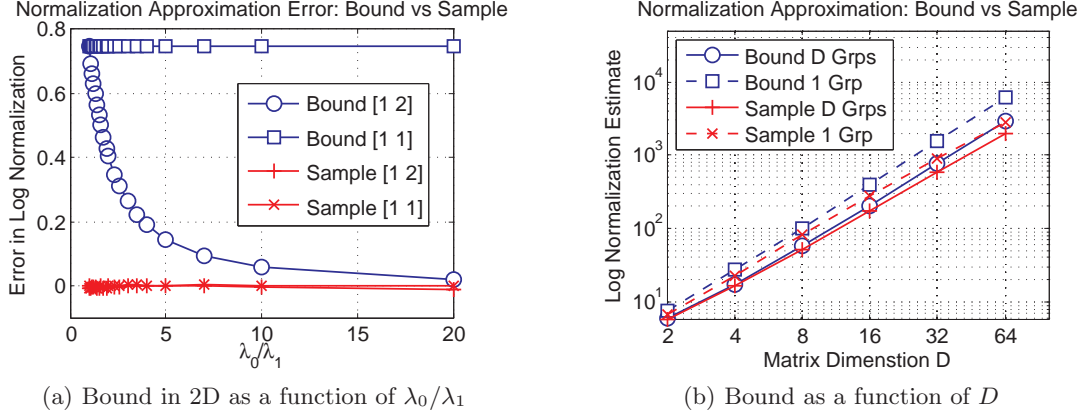 Normalization Approximation Error: Bound vs Sample
Error in Log Normalization
0.8
0.6
0.4
0.2
0
Bound [1 2]
Bound [1 1]
Sample [1 2]
Sample [1 1]
0 5 10 15 20
λ0/λ1
(a) Bound in 2D as a function of λ0/λ1
Normalization Approximation: Bound vs Sample
Log Normalization Estimate
10^4
10^3
10^2
10^1
Bound D Grps
Bound 1 Grp
Sample D Grps
Sample 1 Grp
2 4 8 16 32 64
Matrix Dimenstion D
(b) Bound as a function of D